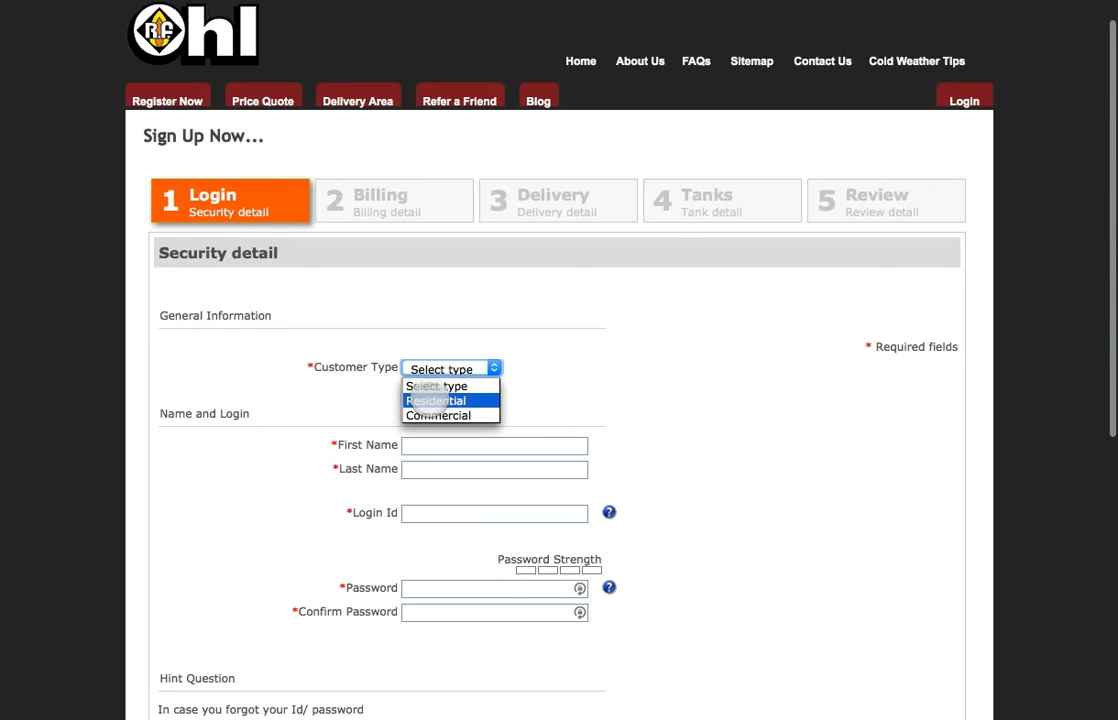 R.F.
Ohl
Home About Us FAQs Sitemap Contact Us Cold Weather Tips
Register Now Price Quote Delivery Area Refer a Friend Blog Login
Sign Up Now...
1 Login Security detail
2 Billing Billing detail
3 Delivery Delivery detail
4 Tanks Tank detail
5 Review Review detail
Security detail
General Information
* Required fields
*Customer Type Select type
Select type
Residential
Commercial
Name and Login
*First Name
*Last Name
*Login Id ?
Password Strength
*Password ?
*Confirm Password
Hint Question
In case you forgot your Id/ password